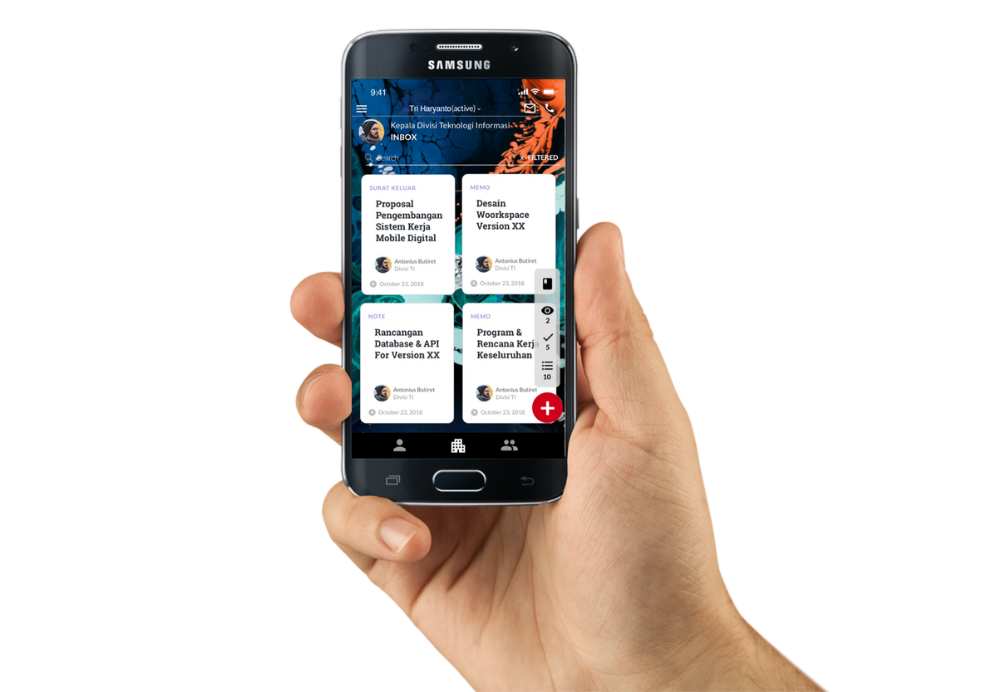 SAMSUNG
9:41
Tri Haryanto(active)
Kepala Divisi Teknologi Informasi
INBOX
Search
x FILTERED
SURAT KELUAR
Proposal
Pengembangan
Sistem Kerja
Mobile Digital
Antonius Butiret
Divisi TI
October 23, 2018
MEMO
Desain
Woorkspace
Version XX
Antonius Butiret
Divisi TI
October 23, 2018
2
5
10
NOTE
Rancangan
Database & API
For Version XX
Antonius Butiret
Divisi TI
October 23, 2018
MEMO
Program &
Rencana Kerja
Keseluruhan
Antonius Butiret
Divisi TI
October 23, 2018